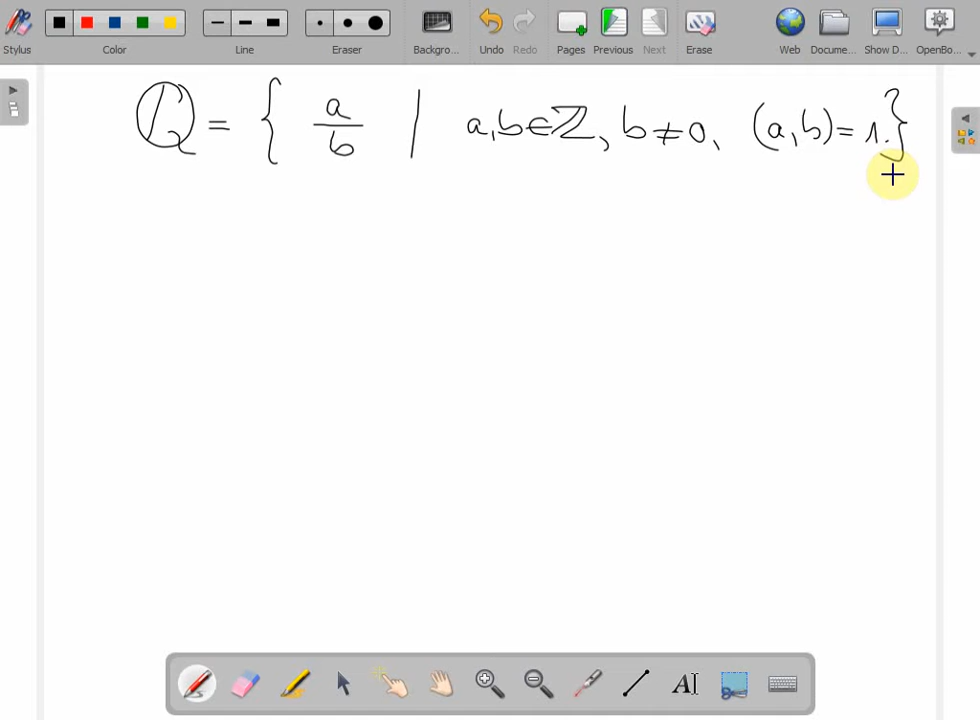 Stylus
Color
Line
Eraser
Backgro...
Undo
Redo
Pages
Previous
Next
Erase
Web
Docume...
Show D...
OpenBo...
ℚ = { a/b | a,b∈ℤ, b≠0, (a,b)=1.}